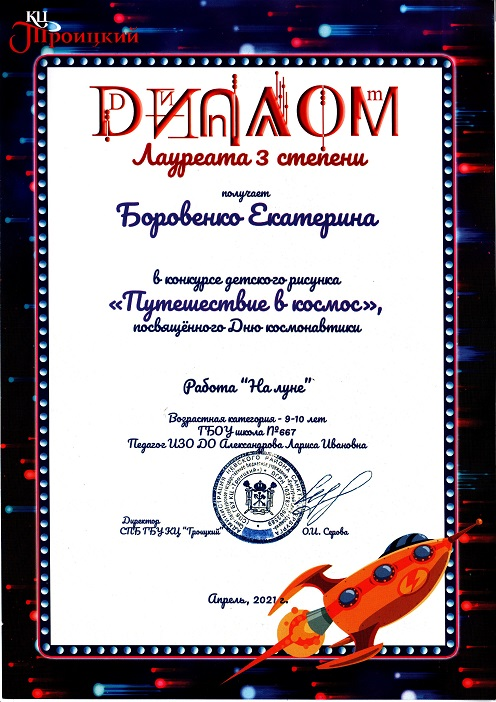 КЦ
Троицкий
ДИПЛОМ
Лауреата 3 степени
получает
Боровенко Екатерина
в конкурсе детского рисунка
«Путешествие в космос»,
посвящённого Дню космонавтики
Работа "На луне"
Возрастная категория - 9-10 лет
ГБОУ школа №667
Педагог ИЗО ДО Александрова Лариса Ивановна
Директор
СПБ ГБУ КЦ "Троицкий" О.И. Серова
Апрель, 2021 г.